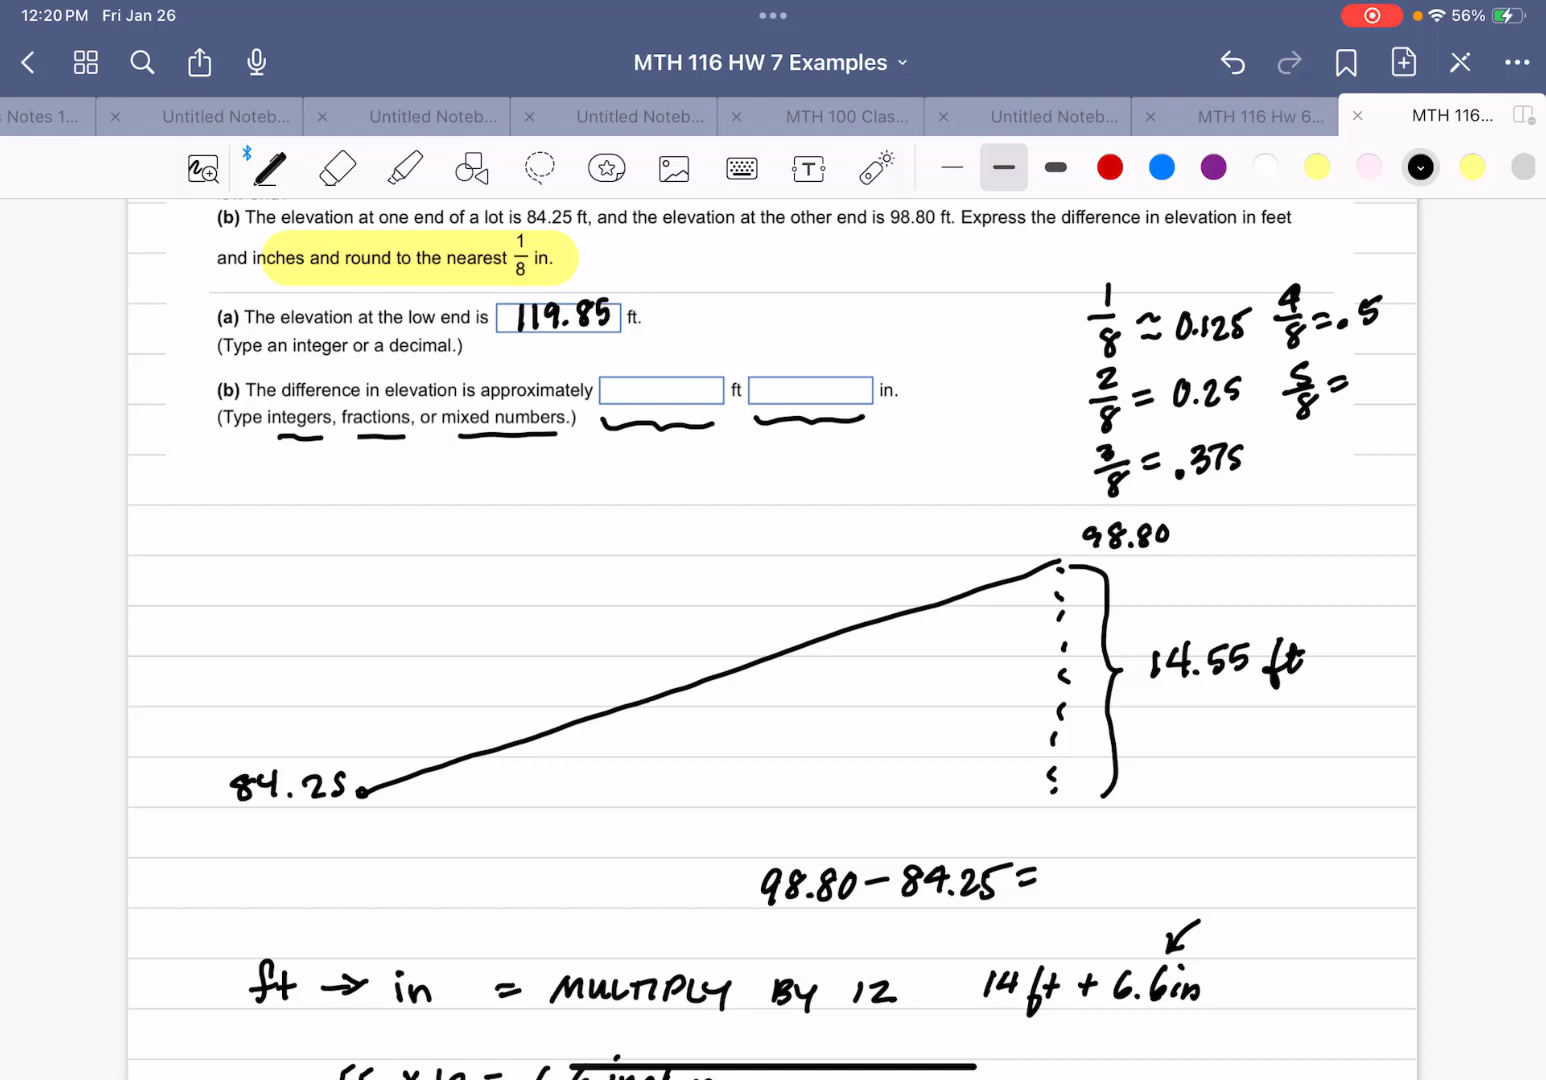 12:20 PM Fri Jan 26
56%
MTH 116 HW 7 Examples
s Notes 1...
Untitled Noteb...
Untitled Noteb...
Untitled Noteb...
MTH 100 Clas...
Untitled Noteb...
MTH 116 Hw 6...
MTH 116...
(b) The elevation at one end of a lot is 84.25 ft, and the elevation at the other end is 98.80 ft. Express the difference in elevation in feet
and inches and round to the nearest 1/8 in.
(a) The elevation at the low end is 119.85 ft.
(Type an integer or a decimal.)
(b) The difference in elevation is approximately ft in.
(Type integers, fractions, or mixed numbers.)
1/8 ≈ 0.125 4/8 = .5
2/8 = 0.25 5/8 =
3/8 = .375
98.80
14.55 ft
84.25
98.80 - 84.25 =
ft → in = MULTIPLY BY 12 14 ft + 6.6 in